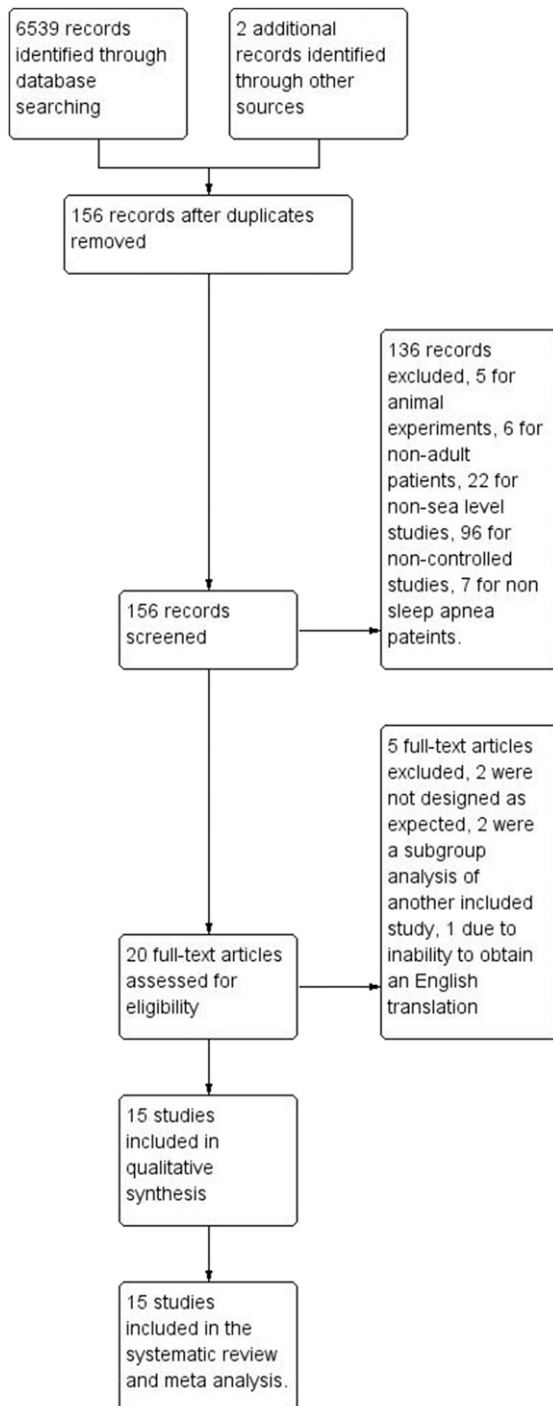 6539 records
identified through
database
searching
2 additional
records identified
through other
sources
156 records after duplicates
removed
136 records
excluded, 5 for
animal
experiments, 6 for
non-adult
patients, 22 for
non-sea level
studies, 96 for
non-controlled
studies, 7 for non
sleep apnea
pateints.
156 records
screened
5 full-text articles
excluded, 2 were
not designed as
expected, 2 were
a subgroup
analysis of
another included
study, 1 due to
inability to obtain
an English
translation
20 full-text articles
assessed for
eligibility
15 studies
included in
qualitative
synthesis
15 studies
included in the
systematic review
and meta analysis.